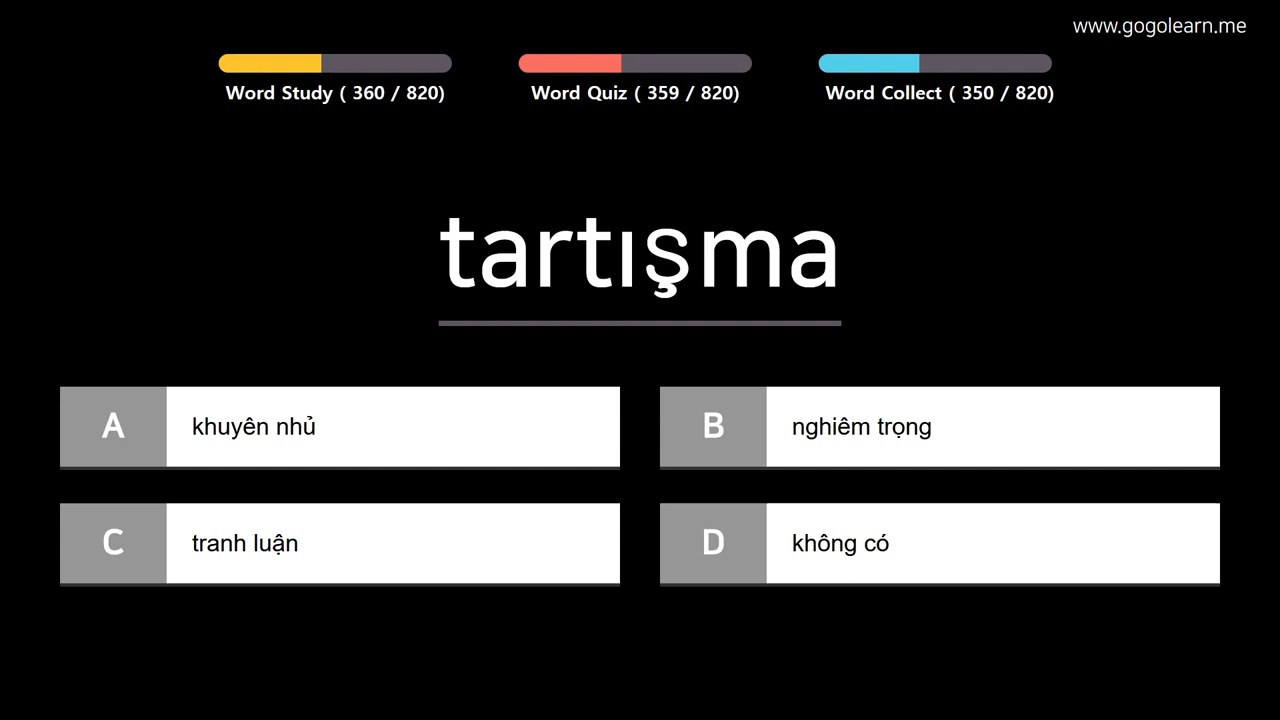 www.gogolearn.me
Word Study ( 360 / 820)
Word Quiz ( 359 / 820)
Word Collect ( 350 / 820)
tartışma
A khuyên nhủ
B nghiêm trọng
C tranh luận
D không có